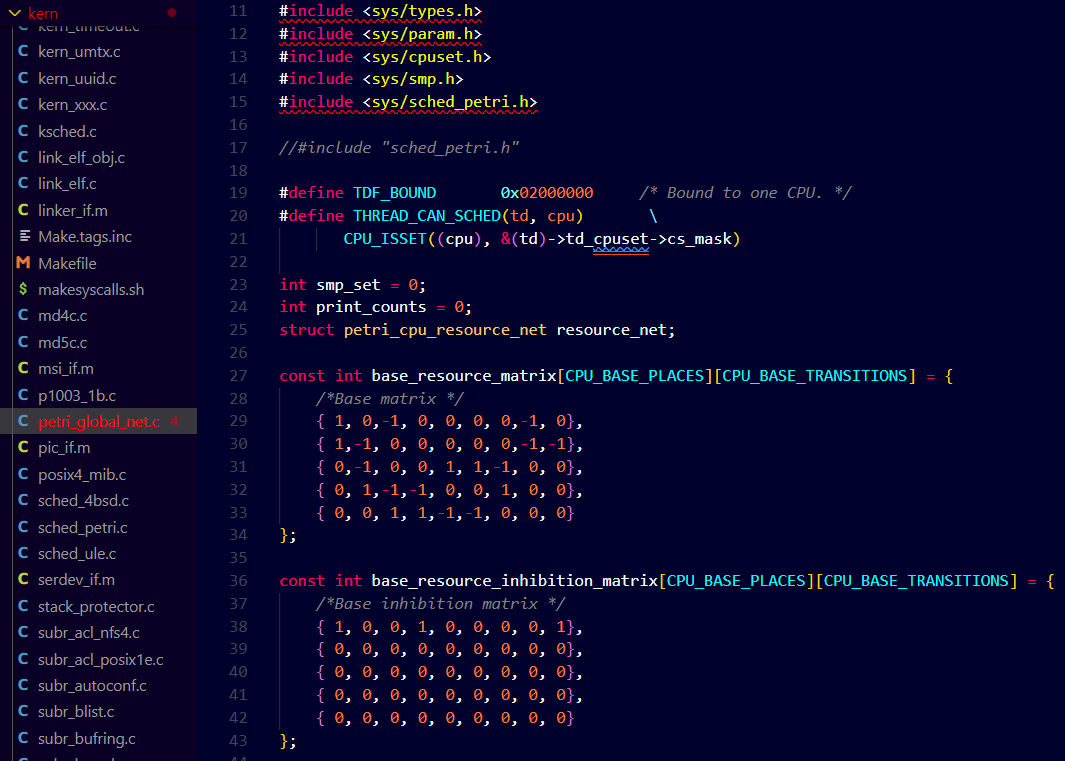 kern
kern_timeout.c
kern_umtx.c
kern_uuid.c
kern_xxx.c
ksched.c
link_elf_obj.c
link_elf.c
linker_if.m
Make.tags.inc
Makefile
makesyscalls.sh
md4c.c
md5c.c
msi_if.m
p1003_1b.c
petri_global_net.c 4
pic_if.m
posix4_mib.c
sched_4bsd.c
sched_petri.c
sched_ule.c
serdev_if.m
stack_protector.c
subr_acl_nfs4.c
subr_acl_posix1e.c
subr_autoconf.c
subr_blist.c
subr_bufring.c
11 #include <sys/types.h>
12 #include <sys/param.h>
13 #include <sys/cpuset.h>
14 #include <sys/smp.h>
15 #include <sys/sched_petri.h>
16
17 //#include "sched_petri.h"
18
19 #define TDF_BOUND 0x02000000 /* Bound to one CPU. */
20 #define THREAD_CAN_SCHED(td, cpu) \
21 CPU_ISSET((cpu), &(td)->td_cpuset->cs_mask)
22
23 int smp_set = 0;
24 int print_counts = 0;
25 struct petri_cpu_resource_net resource_net;
26
27 const int base_resource_matrix[CPU_BASE_PLACES][CPU_BASE_TRANSITIONS] = {
28 /*Base matrix */
29 { 1, 0,-1, 0, 0, 0, 0,-1, 0},
30 { 1,-1, 0, 0, 0, 0, 0,-1,-1},
31 { 0,-1, 0, 0, 1, 1,-1, 0, 0},
32 { 0, 1,-1,-1, 0, 0, 1, 0, 0},
33 { 0, 0, 1, 1,-1,-1, 0, 0, 0}
34 };
35
36 const int base_resource_inhibition_matrix[CPU_BASE_PLACES][CPU_BASE_TRANSITIONS] = {
37 /*Base inhibition matrix */
38 { 1, 0, 0, 1, 0, 0, 0, 0, 1},
39 { 0, 0, 0, 0, 0, 0, 0, 0, 0},
40 { 0, 0, 0, 0, 0, 0, 0, 0, 0},
41 { 0, 0, 0, 0, 0, 0, 0, 0, 0},
42 { 0, 0, 0, 0, 0, 0, 0, 0, 0}
43 };